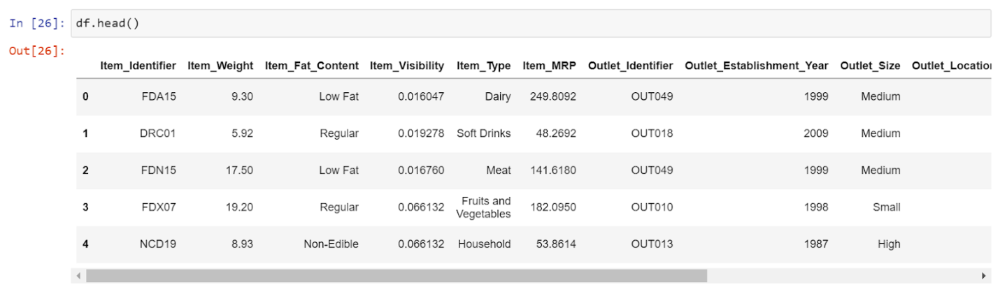 In [26]: df.head()
Out[26]:
Item_Identifier Item_Weight Item_Fat_Content Item_Visibility Item_Type Item_MRP Outlet_Identifier Outlet_Establishment_Year Outlet_Size Outlet_Location
0 FDA15 9.30 Low Fat 0.016047 Dairy 249.8092 OUT049 1999 Medium
1 DRC01 5.92 Regular 0.019278 Soft Drinks 48.2692 OUT018 2009 Medium
2 FDN15 17.50 Low Fat 0.016760 Meat 141.6180 OUT049 1999 Medium
3 FDX07 19.20 Regular 0.066132 Fruits and Vegetables 182.0950 OUT010 1998 Small
4 NCD19 8.93 Non-Edible 0.066132 Household 53.8614 OUT013 1987 High